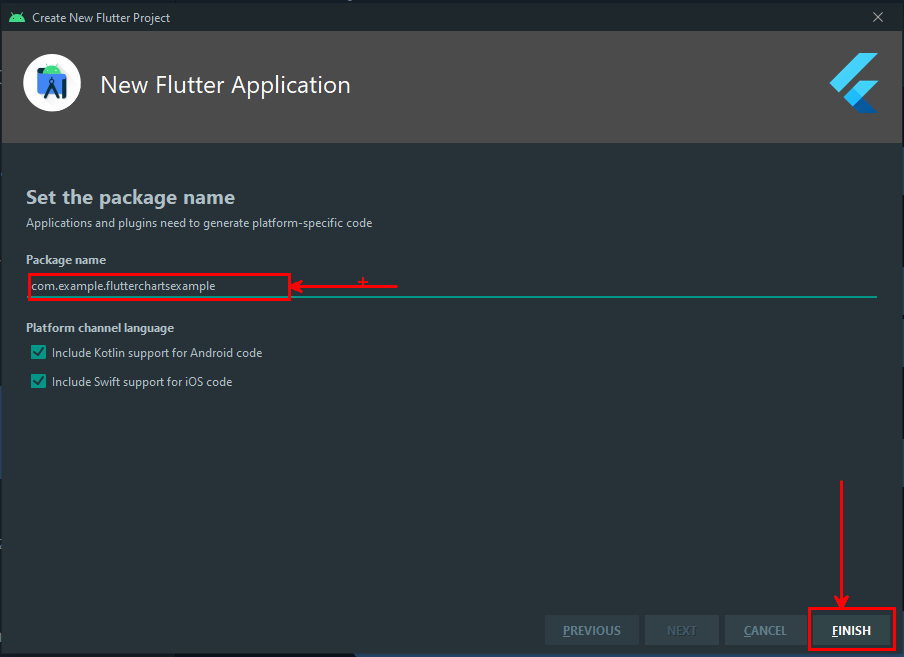 Create New Flutter Project
New Flutter Application
Set the package name
Applications and plugins need to generate platform-specific code
Package name
com.example.flutterchartsexample
Platform channel language
Include Kotlin support for Android code
Include Swift support for iOS code
PREVIOUS NEXT CANCEL FINISH